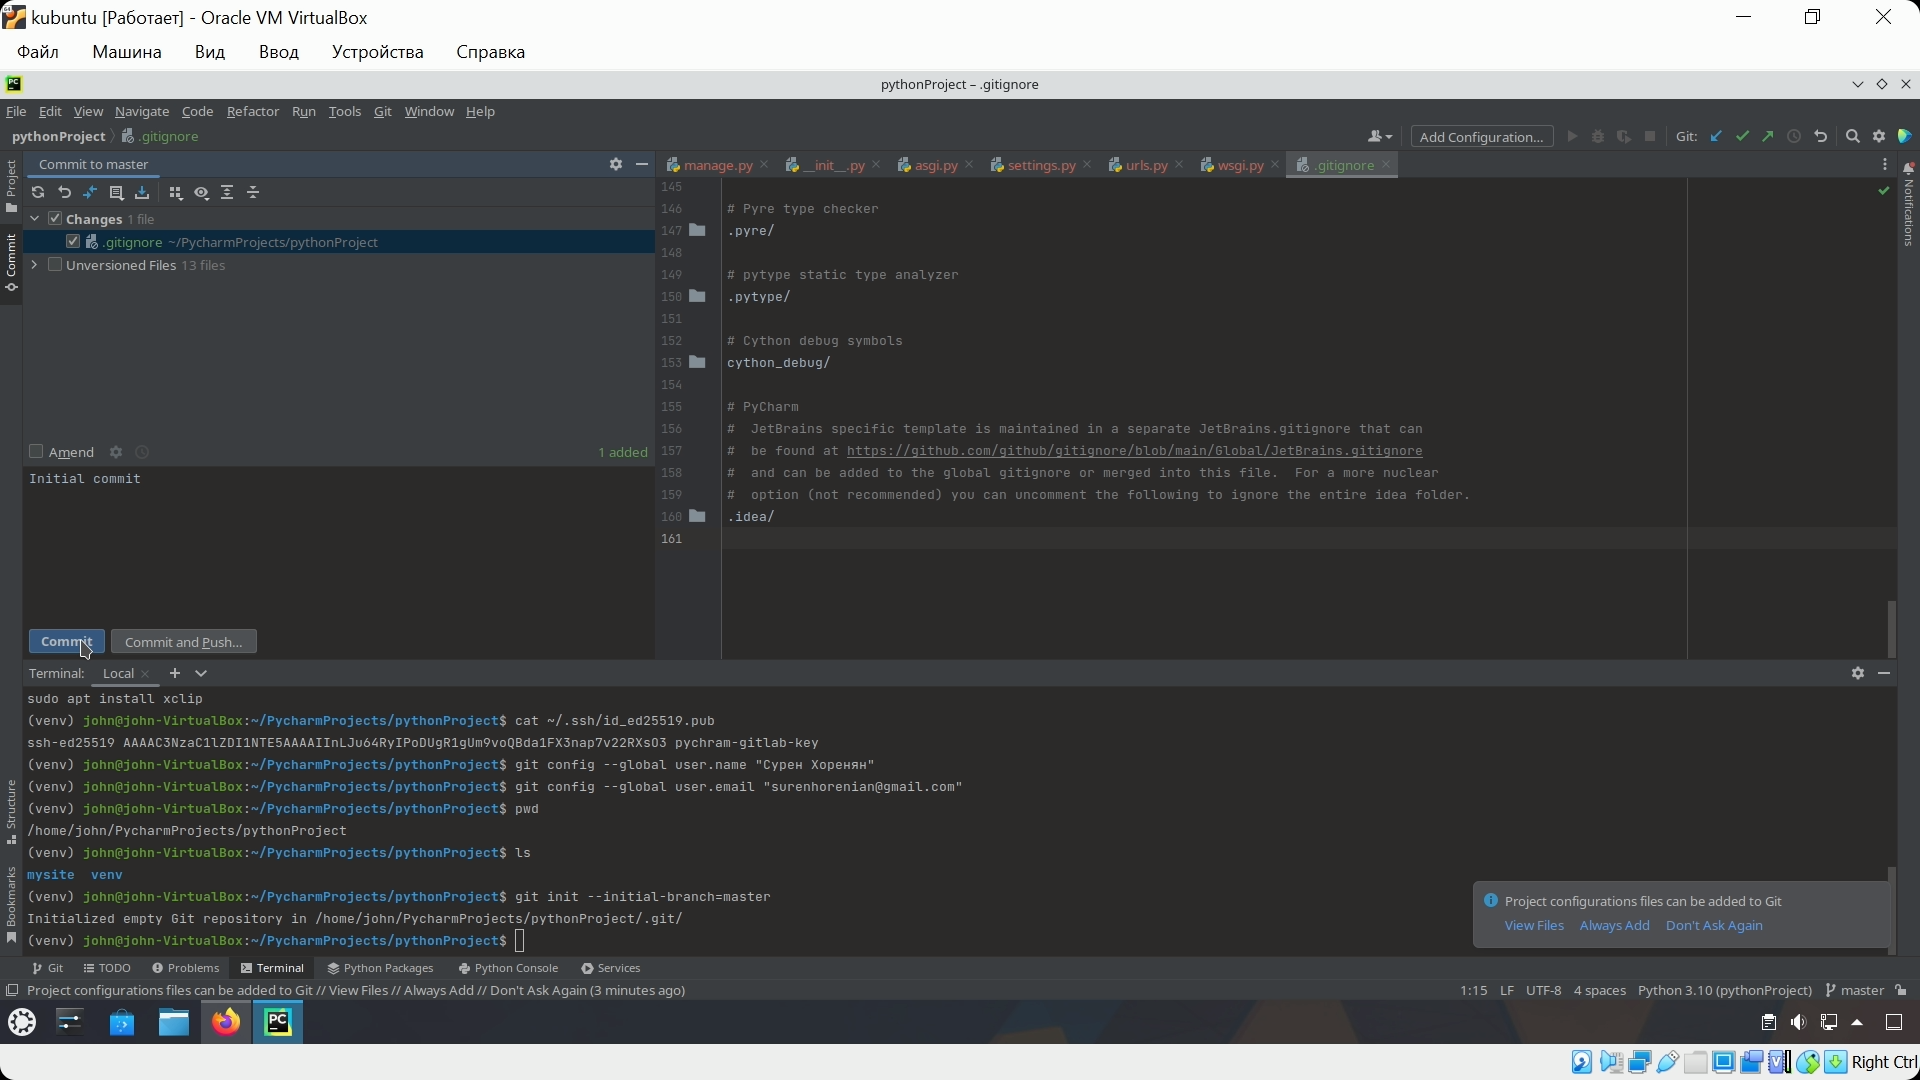 kubuntu [Работает] - Oracle VM VirtualBox
Файл Машина Вид Ввод Устройства Справка
pythonProject – .gitignore
File Edit View Navigate Code Refactor Run Tools Git Window Help
pythonProject .gitignore
Add Configuration...
Git:
Project
Commit
Structure
Bookmarks
Notifications
Commit to master
Changes 1 file
.gitignore ~/PycharmProjects/pythonProject
Unversioned Files 13 files
Amend
1 added
Initial commit
Commit
Commit and Push...
manage.py __init__.py asgi.py settings.py urls.py wsgi.py .gitignore
145
146 # Pyre type checker
147 .pyre/
148
149 # pytype static type analyzer
150 .pytype/
151
152 # Cython debug symbols
153 cython_debug/
154
155 # PyCharm
156 #  JetBrains specific template is maintained in a separate JetBrains.gitignore that can
157 #  be found at https://github.com/github/gitignore/blob/main/Global/JetBrains.gitignore
158 #  and can be added to the global gitignore or merged into this file.  For a more nuclear
159 #  option (not recommended) you can uncomment the following to ignore the entire idea folder.
160 .idea/
161
Terminal: Local
sudo apt install xclip
(venv) john@john-VirtualBox:~/PycharmProjects/pythonProject$ cat ~/.ssh/id_ed25519.pub
ssh-ed25519 AAAAC3NzaC1lZDI1NTE5AAAAIInLJu64RyIPoDUgR1gUm9voQBda1FX3nap7v22RXsO3 pychram-gitlab-key
(venv) john@john-VirtualBox:~/PycharmProjects/pythonProject$ git config --global user.name "Сурен Хоренян"
(venv) john@john-VirtualBox:~/PycharmProjects/pythonProject$ git config --global user.email "surenhorenian@gmail.com"
(venv) john@john-VirtualBox:~/PycharmProjects/pythonProject$ pwd
/home/john/PycharmProjects/pythonProject
(venv) john@john-VirtualBox:~/PycharmProjects/pythonProject$ ls
mysite venv
(venv) john@john-VirtualBox:~/PycharmProjects/pythonProject$ git init --initial-branch=master
Initialized empty Git repository in /home/john/PycharmProjects/pythonProject/.git/
(venv) john@john-VirtualBox:~/PycharmProjects/pythonProject$
Project configurations files can be added to Git
View Files Always Add Don't Ask Again
Git TODO Problems Terminal Python Packages Python Console Services
Project configurations files can be added to Git // View Files // Always Add // Don't Ask Again (3 minutes ago)
1:15 LF UTF-8 4 spaces Python 3.10 (pythonProject) master
Right Ctrl